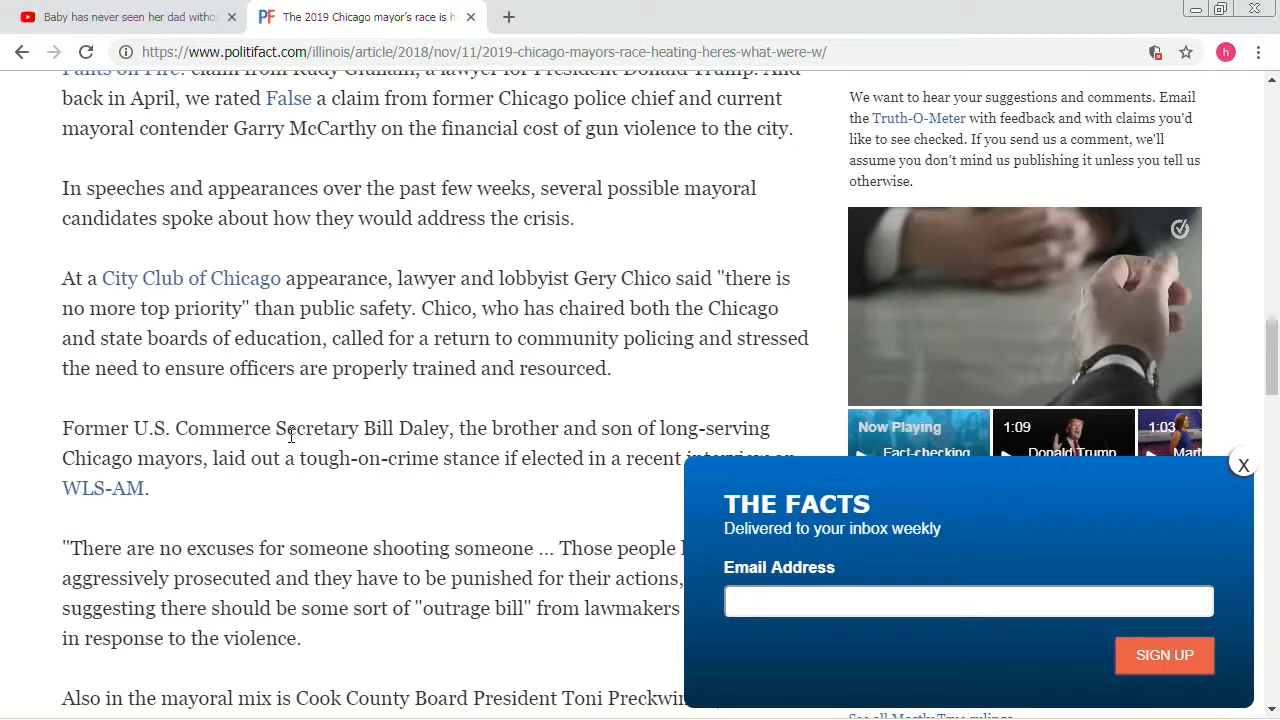 Baby has never seen her dad witho
PF The 2019 Chicago mayor's race is h
https://www.politifact.com/illinois/article/2018/nov/11/2019-chicago-mayors-race-heating-heres-what-were-w/
h
Pants on Fire! claim from Rudy Giuliani, a lawyer for President Donald Trump. And
back in April, we rated False a claim from former Chicago police chief and current
mayoral contender Garry McCarthy on the financial cost of gun violence to the city.
In speeches and appearances over the past few weeks, several possible mayoral
candidates spoke about how they would address the crisis.
At a City Club of Chicago appearance, lawyer and lobbyist Gery Chico said "there is
no more top priority" than public safety. Chico, who has chaired both the Chicago
and state boards of education, called for a return to community policing and stressed
the need to ensure officers are properly trained and resourced.
Former U.S. Commerce Secretary Bill Daley, the brother and son of long-serving
Chicago mayors, laid out a tough-on-crime stance if elected in a recent interview on
WLS-AM.
"There are no excuses for someone shooting someone ... Those people
aggressively prosecuted and they have to be punished for their actions,
suggesting there should be some sort of "outrage bill" from lawmakers
in response to the violence.
Also in the mayoral mix is Cook County Board President Toni Preckwin
We want to hear your suggestions and comments. Email
the Truth-O-Meter with feedback and with claims you'd
like to see checked. If you send us a comment, we'll
assume you don't mind us publishing it unless you tell us
otherwise.
Now Playing
Fact-checking
1:09
Donald Trump
1:03
Mart
X
THE FACTS
Delivered to your inbox weekly
Email Address
SIGN UP
See all Mostly True rulings